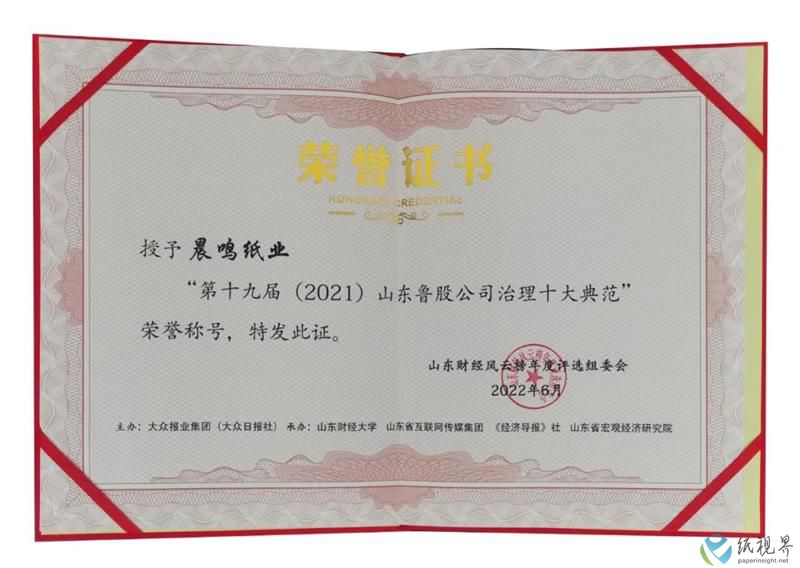 荣誉证书
HONORARY CREDENTIAL
授予 晨鸣纸业
“第十九届（2021）山东鲁股公司治理十大典范”
荣誉称号，特发此证。
山东财经风云榜年度评选组委会
2022年6月
主办：大众报业集团（大众日报社） 承办：山东财经大学 山东省互联网传媒集团 《经济导报》社 山东省宏观经济研究院
纸视界
paperinsight.net